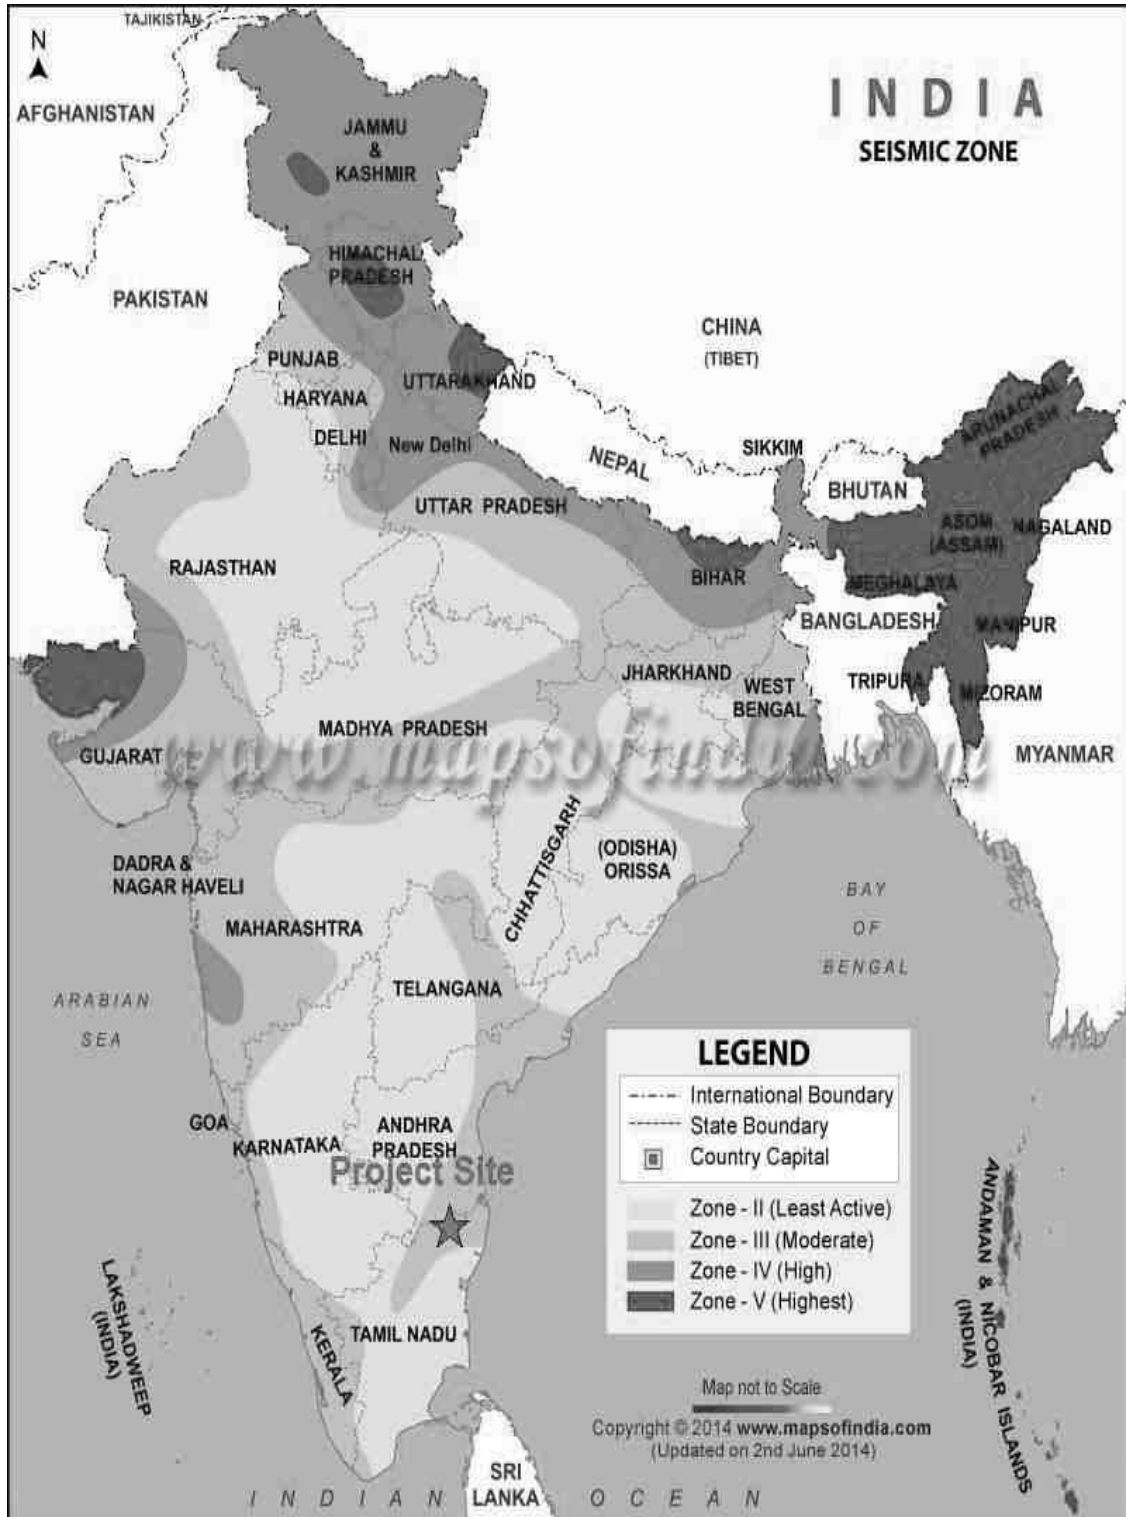 TAJIKISTAN
N
AFGHANISTAN
INDIA
SEISMIC ZONE
JAMMU
&
KASHMIR
HIMACHAL
PRADESH
PAKISTAN
CHINA
(TIBET)
PUNJAB
UTTARAKHAND
HARYANA
DELHI
New Delhi
NEPAL
SIKKIM
ARUNACHAL
PRADESH
BHUTAN
UTTAR PRADESH
ASOM
(ASSAM)
NAGALAND
RAJASTHAN
BIHAR
MEGHALAYA
BANGLADESH
MANIPUR
JHARKHAND
WEST
BENGAL
TRIPURA
MIZORAM
MADHYA PRADESH
GUJARAT
www.mapsofindia.com
MYANMAR
DADRA &
NAGAR HAVELI
CHHATTISGARH
(ODISHA)
ORISSA
BAY
OF
BENGAL
MAHARASHTRA
TELANGANA
ARABIAN
SEA
LEGEND
International Boundary
State Boundary
Country Capital
Zone - II (Least Active)
Zone - III (Moderate)
Zone - IV (High)
Zone - V (Highest)
GOA
KARNATAKA
ANDHRA
PRADESH
Project Site
LAKSHADWEEP
(INDIA)
ANDAMAN & NICOBAR ISLANDS
(INDIA)
KERALA
TAMIL NADU
Map not to Scale
Copyright © 2014 www.mapsofindia.com
(Updated on 2nd June 2014)
SRI
LANKA
INDIAN OCEAN